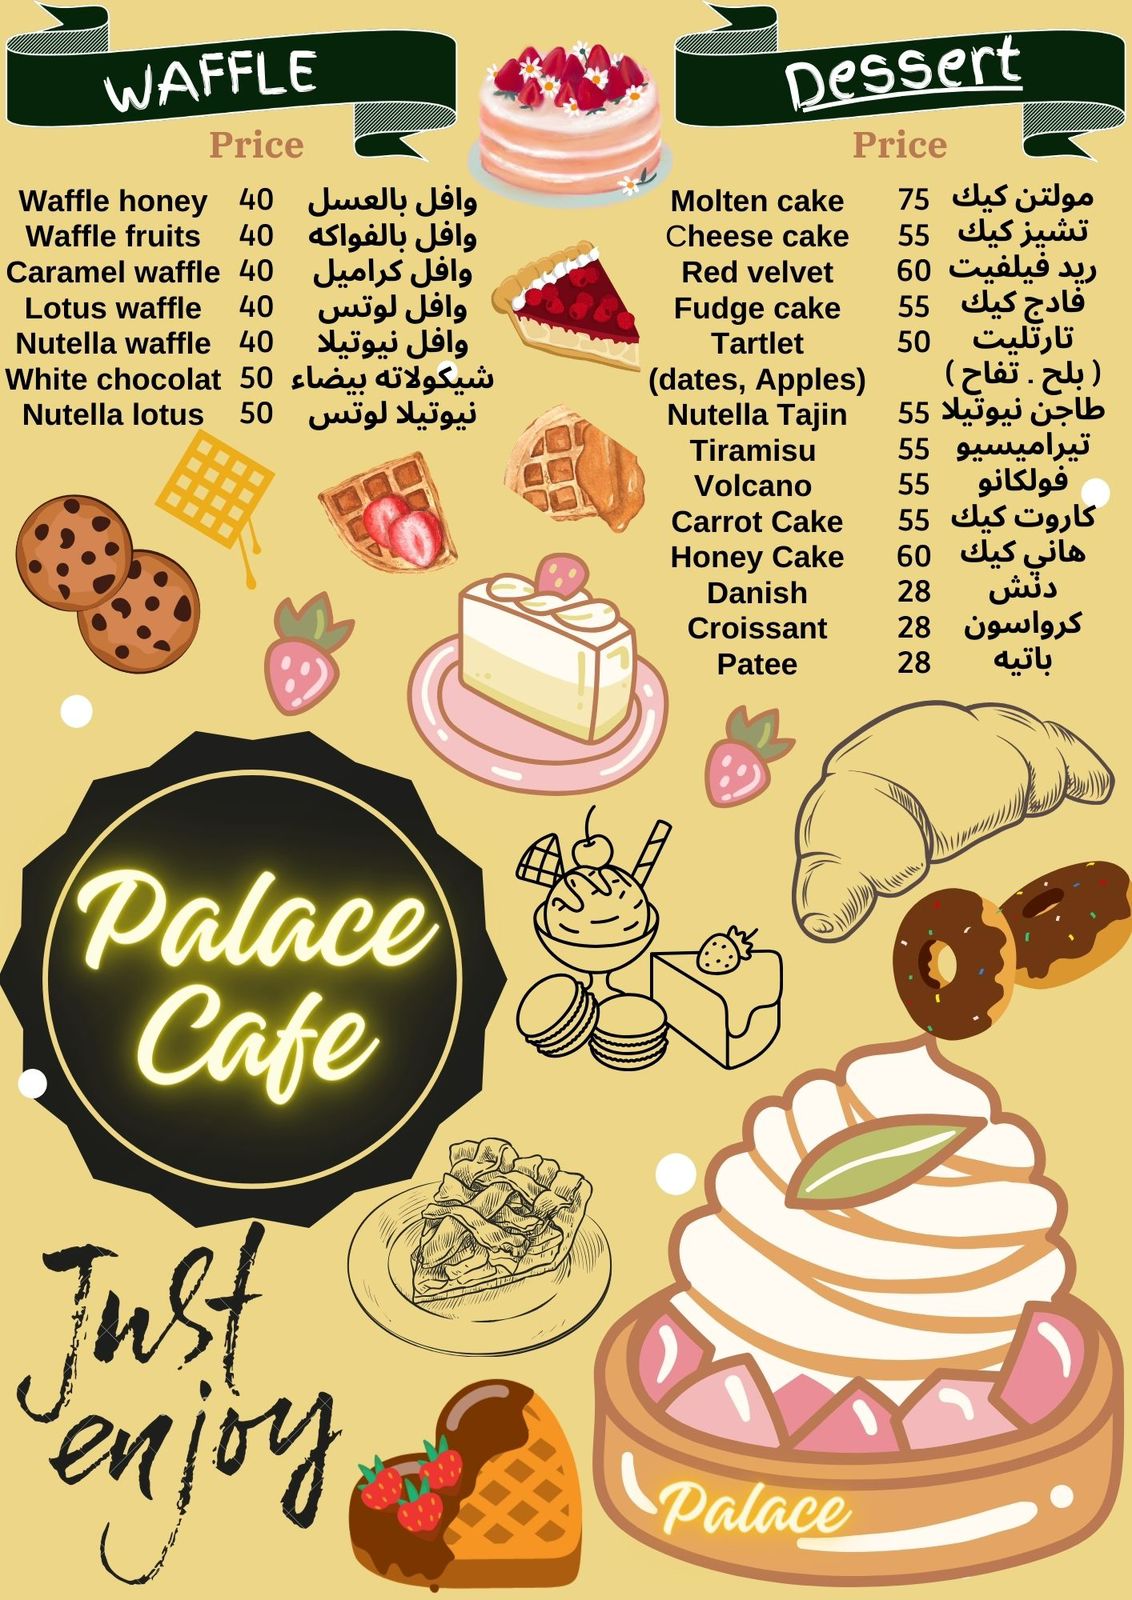 WAFFLE
Price
Waffle honey 40 وافل بالعسل
Waffle fruits 40 وافل بالفواكه
Caramel waffle 40 وافل كراميل
Lotus waffle 40 وافل لوتس
Nutella waffle 40 وافل نيوتيلا
White chocolat 50 شيكولاته بيضاء
Nutella lotus 50 نيوتيلا لوتس
Dessert
Price
Molten cake 75 مولتن كيك
Cheese cake 55 تشيز كيك
Red velvet 60 ريد فيلفيت
Fudge cake 55 فادج كيك
Tartlet 50 تارتليت
(dates, Apples) ( بلح . تفاح )
Nutella Tajin 55 طاجن نيوتيلا
Tiramisu 55 تيراميسيو
Volcano 55 فولكانو
Carrot Cake 55 كاروت كيك
Honey Cake 60 هاني كيك
Danish 28 دنش
Croissant 28 كرواسون
Patee 28 باتيه
Palace
Cafe
Just
enjoy
Palace